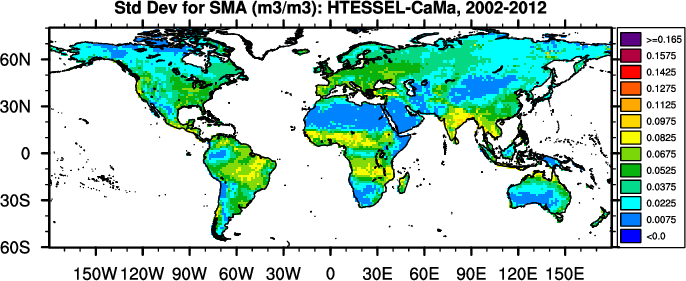 Std Dev for SMA (m3/m3): HTESSEL-CaMa, 2002-2012
60N
30N
0
30S
60S
150W 120W 90W 60W 30W 0 30E 60E 90E 120E 150E
>=0.165
0.1575
0.1425
0.1275
0.1125
0.0975
0.0825
0.0675
0.0525
0.0375
0.0225
0.0075
<0.0